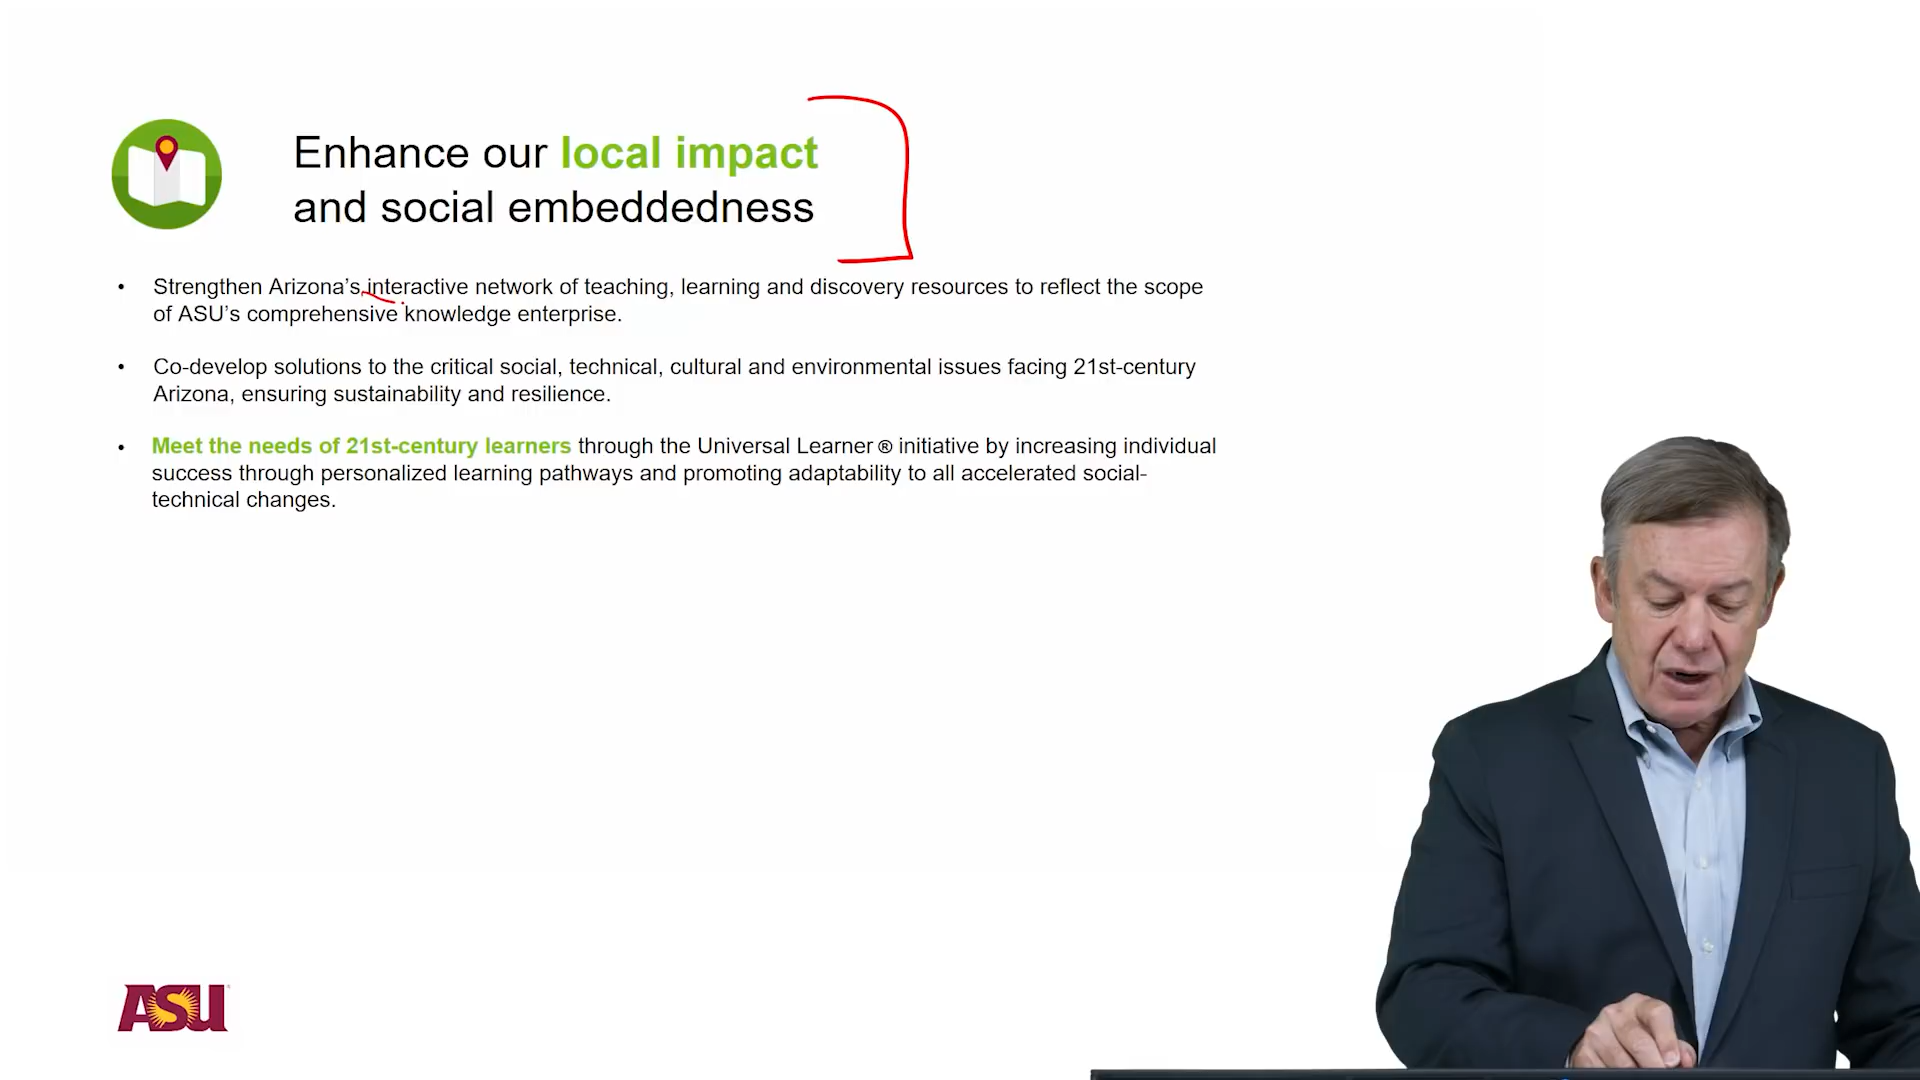 Enhance our local impact
and social embeddedness
• Strengthen Arizona’s interactive network of teaching, learning and discovery resources to reflect the scope
of ASU’s comprehensive knowledge enterprise.
• Co-develop solutions to the critical social, technical, cultural and environmental issues facing 21st-century
Arizona, ensuring sustainability and resilience.
• Meet the needs of 21st-century learners through the Universal Learner ® initiative by increasing individual
success through personalized learning pathways and promoting adaptability to all accelerated social-
technical changes.
ASU